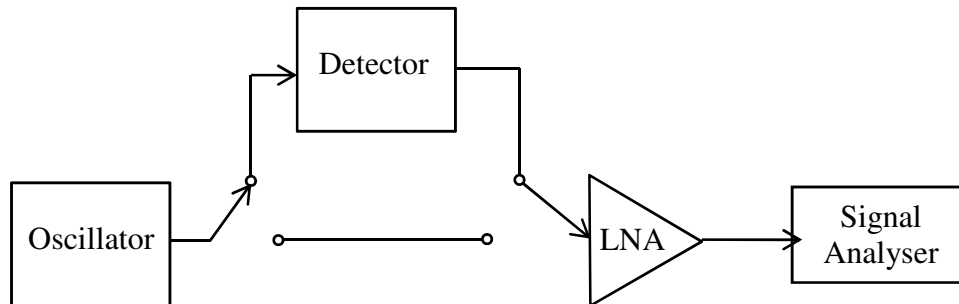 Detector
Oscillator
LNA
Signal
Analyser